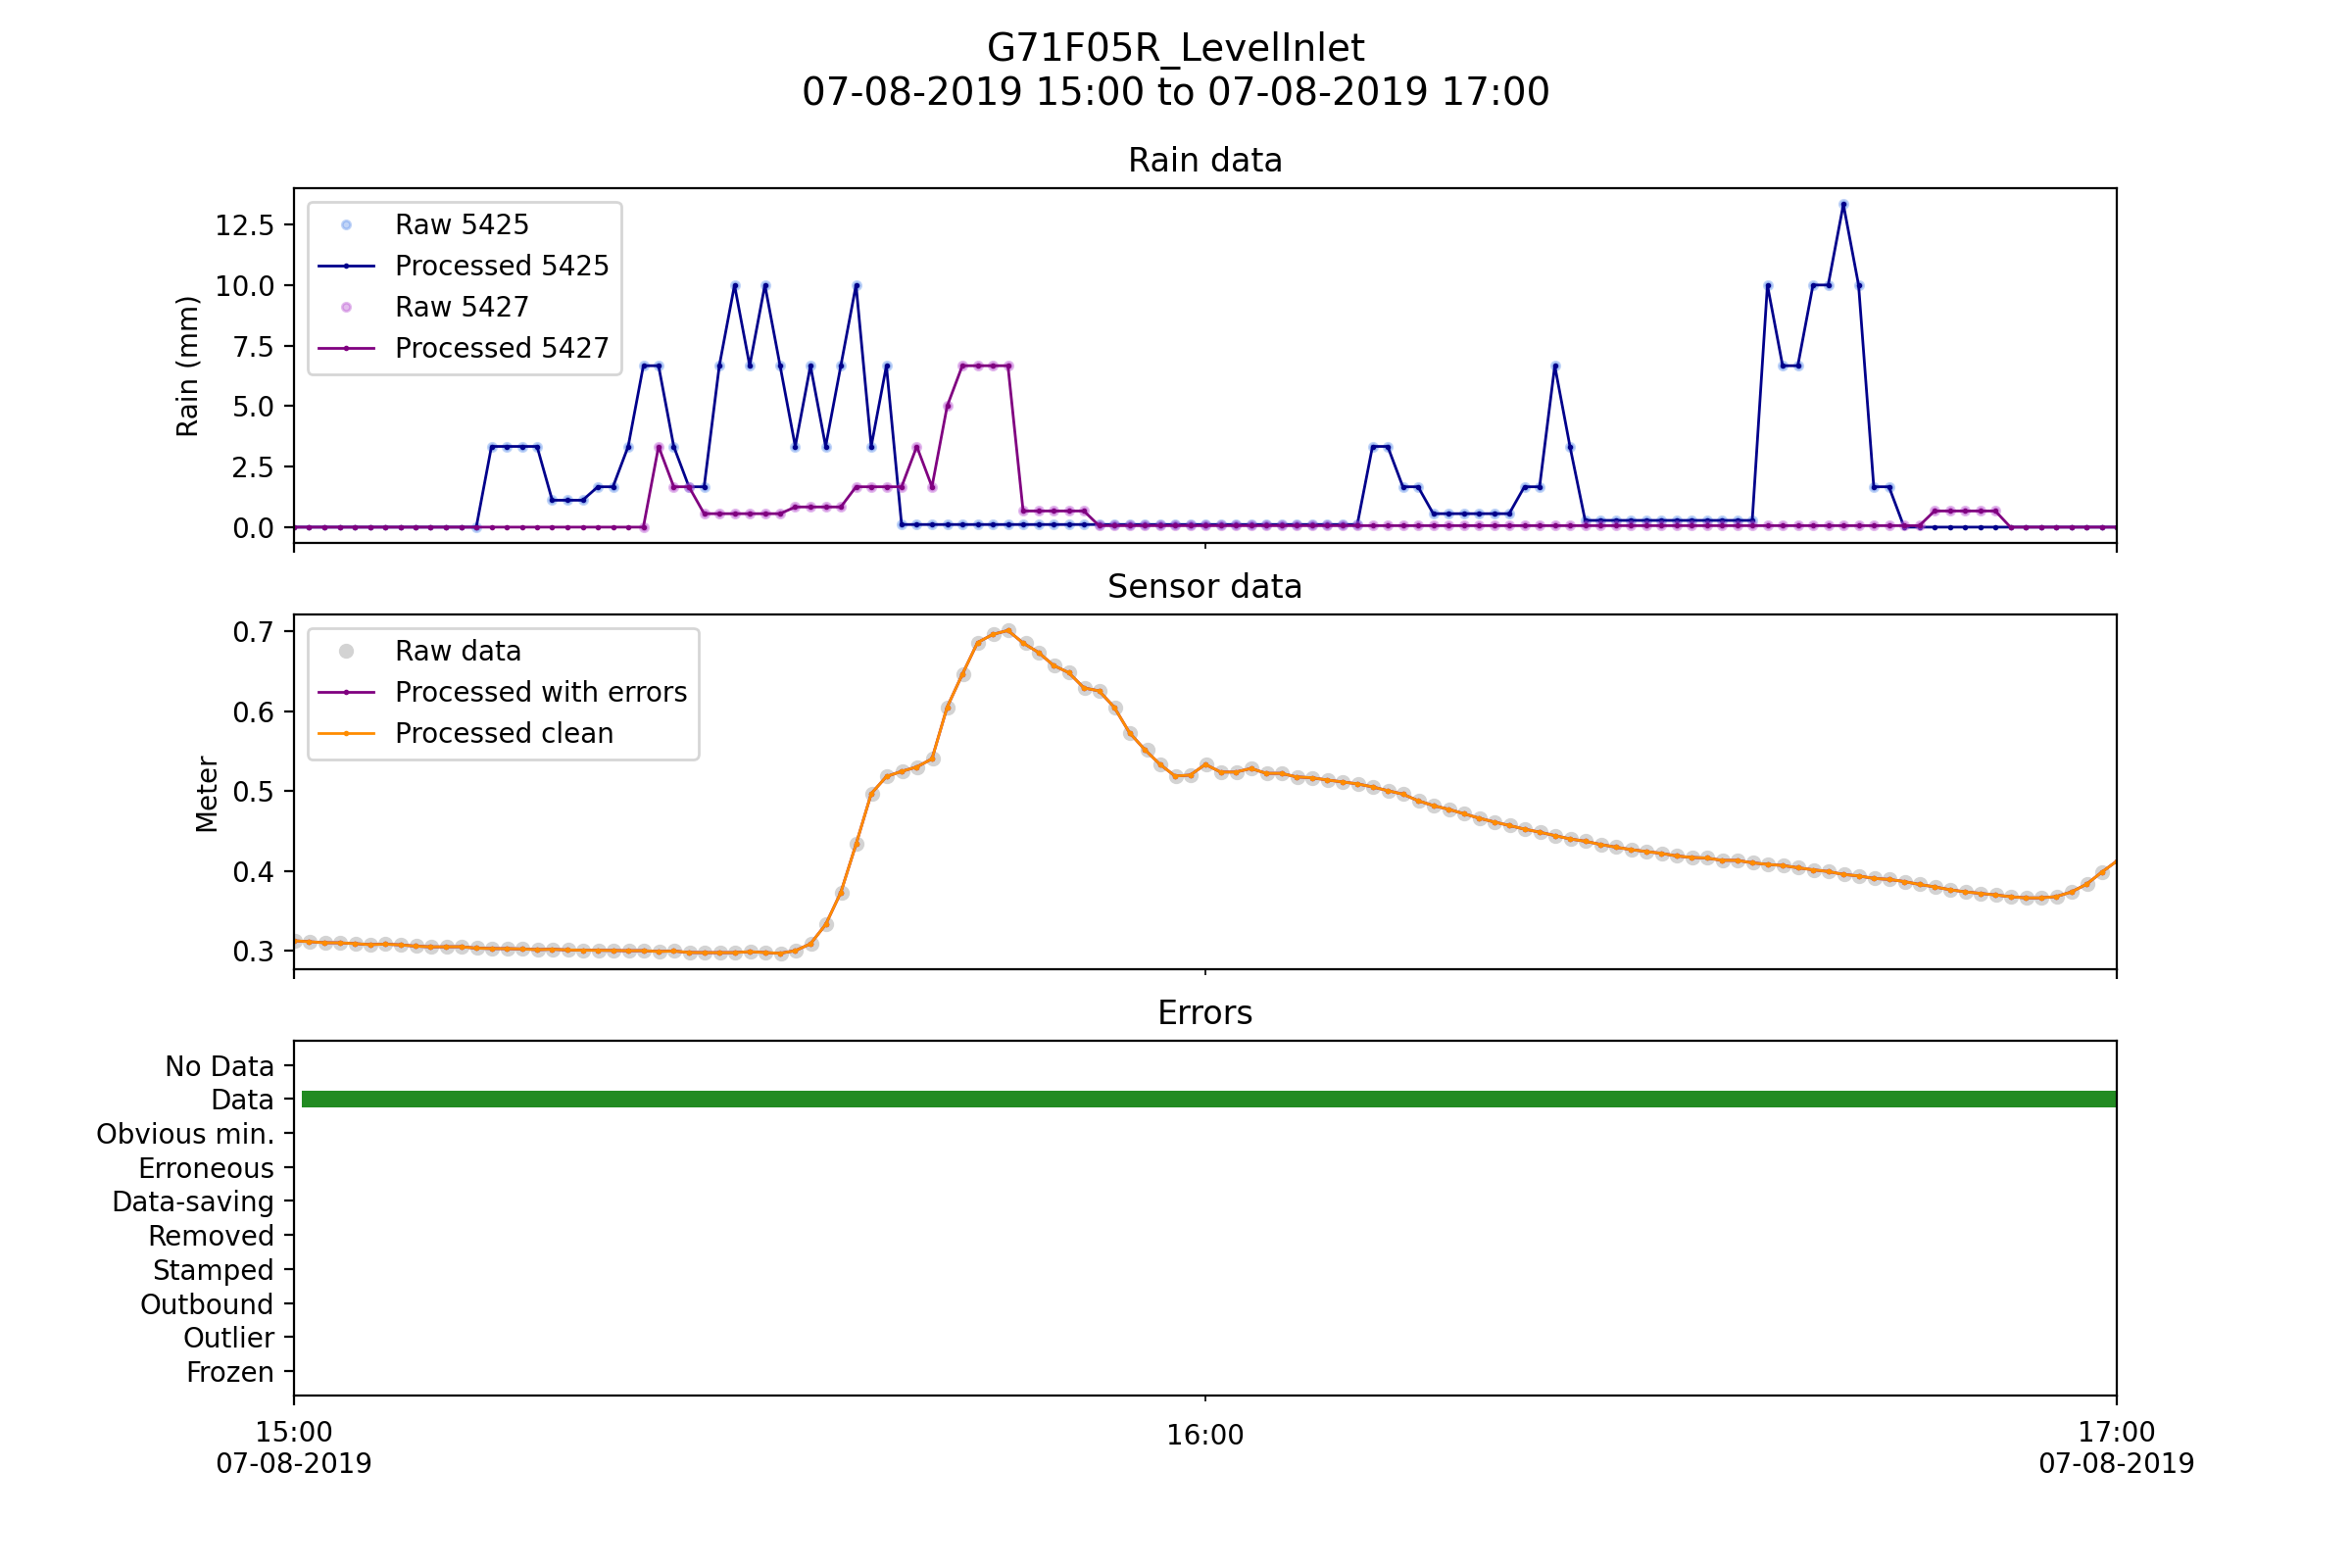 G71F05R_LevelInlet
07-08-2019 15:00 to 07-08-2019 17:00
Rain data
12.5
10.0
7.5
5.0
2.5
0.0
Rain (mm)
Raw 5425
Processed 5425
Raw 5427
Processed 5427
Sensor data
0.7
0.6
0.5
0.4
0.3
Meter
Raw data
Processed with errors
Processed clean
Errors
No Data
Data
Obvious min.
Erroneous
Data-saving
Removed
Stamped
Outbound
Outlier
Frozen
15:00
07-08-2019
16:00
17:00
07-08-2019